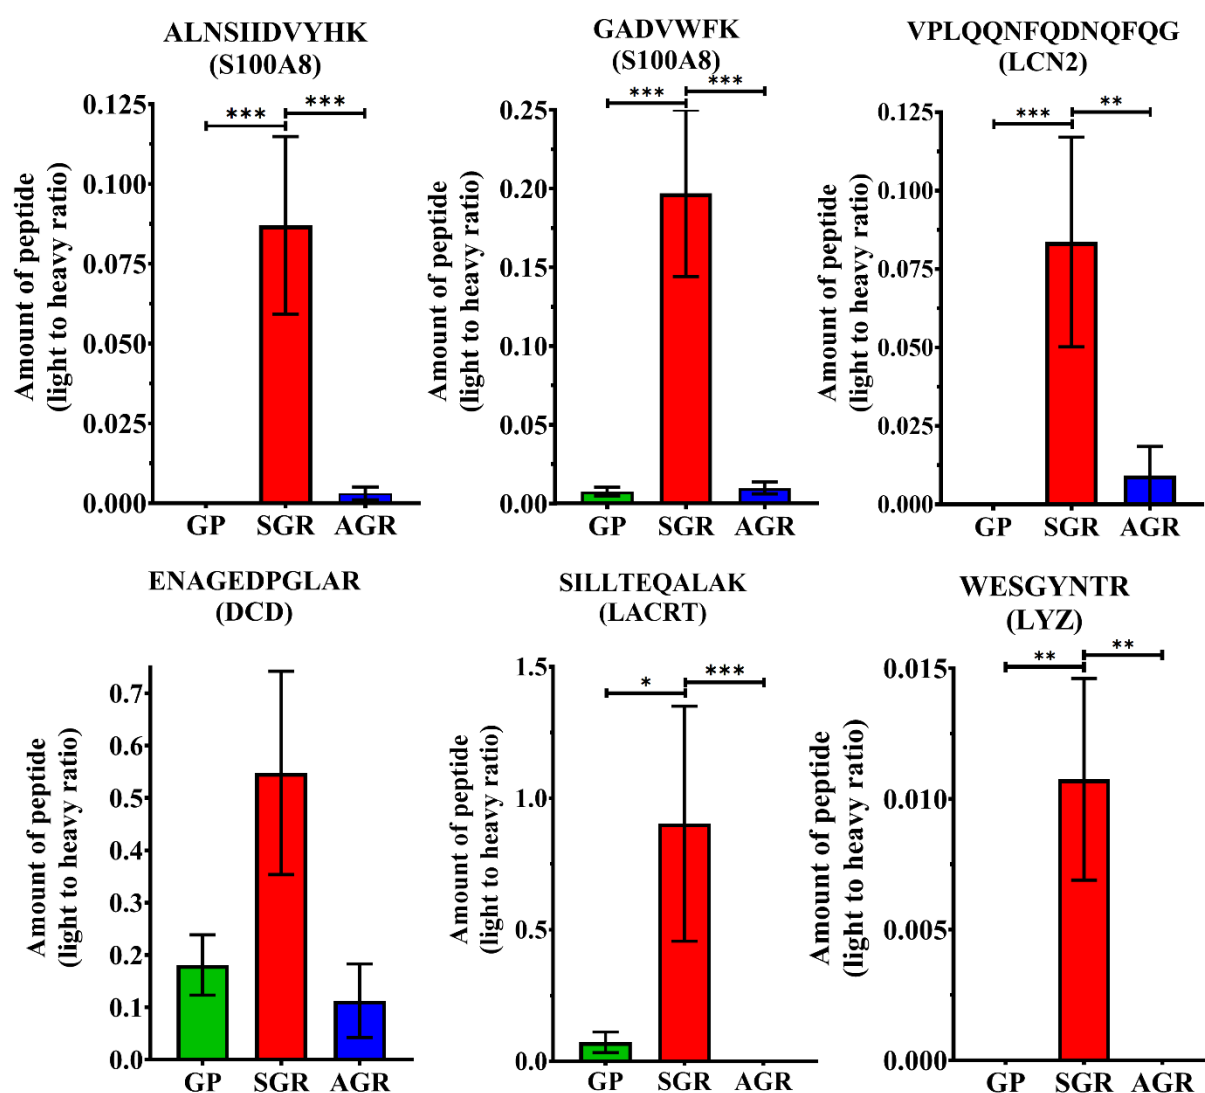 ALNSIIDVYHK
(S100A8)
***
***
0.125
0.100
0.075
0.050
0.025
0.000
Amount of peptide
(light to heavy ratio)
GP SGR AGR
GADVWFK
(S100A8)
***
***
0.25
0.20
0.15
0.10
0.05
0.00
Amount of peptide
(light to heavy ratio)
GP SGR AGR
VPLQQNFQDNQFQG
(LCN2)
***
**
0.125
0.100
0.075
0.050
0.025
0.000
Amount of peptide
(light to heavy ratio)
GP SGR AGR
ENAGEDPGLAR
(DCD)
0.7
0.6
0.5
0.4
0.3
0.2
0.1
0.0
Amount of peptide
(light to heavy ratio)
GP SGR AGR
SILLTEQALAK
(LACRT)
*
***
1.5
1.0
0.5
0.0
Amount of peptide
(light to heavy ratio)
GP SGR AGR
WESGYNTR
(LYZ)
**
**
0.015
0.010
0.005
0.000
Amount of peptide
(light to heavy ratio)
GP SGR AGR